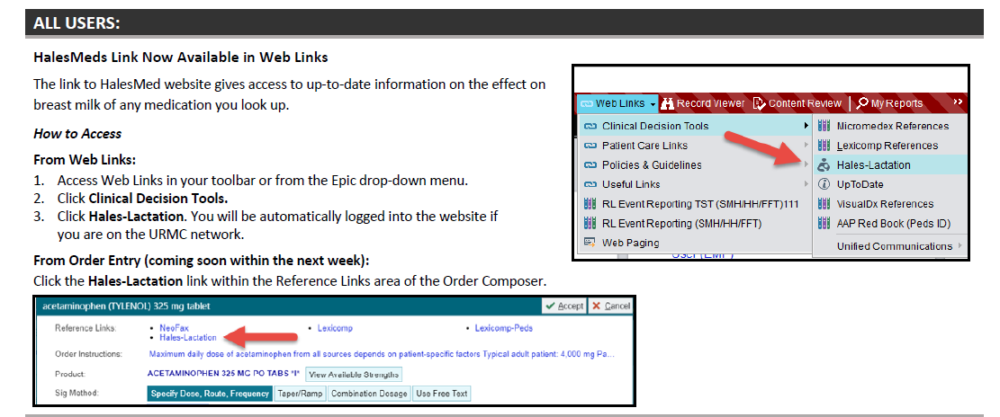 ALL USERS:
HalesMeds Link Now Available in Web Links
The link to HalesMed website gives access to up-to-date information on the effect on
breast milk of any medication you look up.
How to Access
From Web Links:
1. Access Web Links in your toolbar or from the Epic drop-down menu.
2. Click Clinical Decision Tools.
3. Click Hales-Lactation. You will be automatically logged into the website if
you are on the URMC network.
From Order Entry (coming soon within the next week):
Click the Hales-Lactation link within the Reference Links area of the Order Composer.
Web Links Record Viewer Content Review My Reports >>
Clinical Decision Tools
Patient Care Links
Policies & Guidelines
Useful Links
RL Event Reporting TST (SMH/HH/FFT)111
RL Event Reporting (SMH/HH/FFT)
Web Paging
Micromedex References
Lexicomp References
Hales-Lactation
UpToDate
VisualDx References
AAP Red Book (Peds ID)
Unified Communications
acetaminophen (TYLENOL) 325 mg tablet Accept Cancel
Reference Links: • NeoFax • Lexicomp • Lexicomp-Peds
• Hales-Lactation
Order Instructions: Maximum daily dose of acetaminophen from all sources depends on patient-specific factors Typical adult patient: 4,000 mg Pa...
Product: ACETAMINOPHEN 325 MG PO TABS *I* View Available Strengths
Sig Method: Specify Dose, Route, Frequency Taper/Ramp Combination Dosage Use Free Text